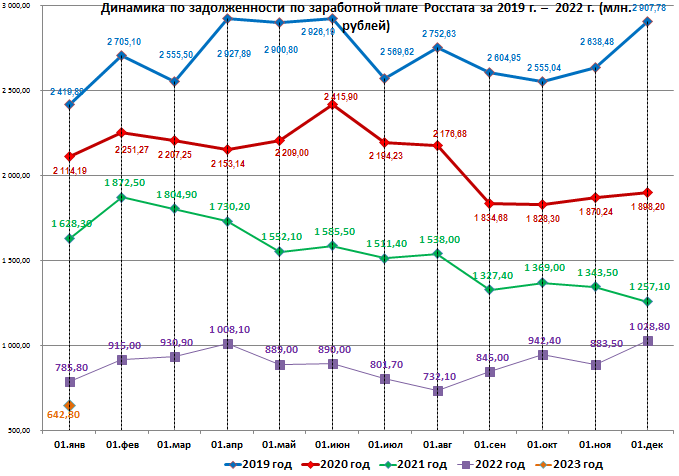 Динамика по задолженности по заработной плате Росстата за 2019 г. – 2022 г. (млн. рублей)
3 000,00
2 500,00
2 000,00
1 500,00
1 000,00
500,00
2 419,89 2 705,10 2 555,50 2 927,89 2 900,80 2 926,19 2 569,62 2 752,63 2 604,95 2 555,04 2 638,48 2 907,78
2 114,19 2 251,27 2 207,25 2 153,14 2 209,00 2 415,90 2 194,23 2 176,68 1 834,68 1 828,30 1 870,24 1 898,20
1 628,30 1 872,50 1 804,90 1 730,20 1 552,10 1 585,50 1 511,40 1 538,00 1 327,40 1 369,00 1 343,50 1 257,10
785,80 915,00 930,90 1 008,10 889,00 890,00 801,70 732,10 845,00 942,40 883,50 1 028,80
642,80
01.янв 01.фев 01.мар 01.апр 01.май 01.июн 01.июл 01.авг 01.сен 01.окт 01.ноя 01.дек
2019 год 2020 год 2021 год 2022 год 2023 год